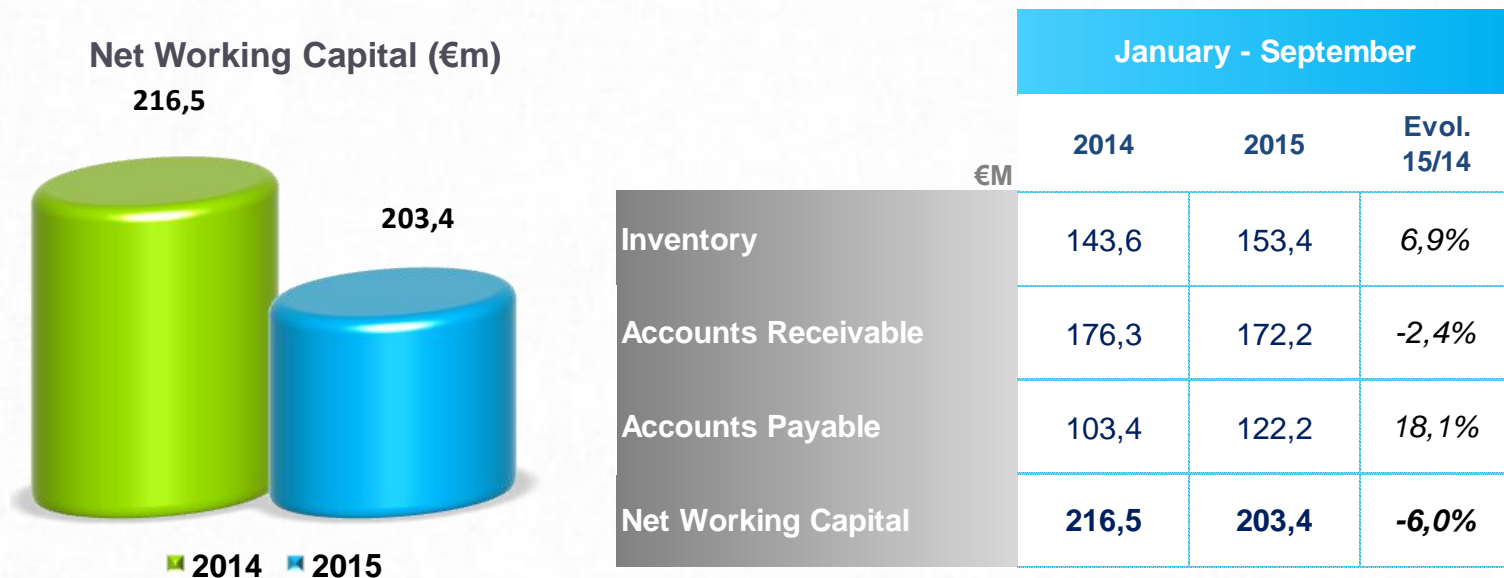 Net Working Capital (€m)
216,5
203,4
2014 2015
January - September
€M 2014 2015 Evol. 15/14
Inventory 143,6 153,4 6,9%
Accounts Receivable 176,3 172,2 -2,4%
Accounts Payable 103,4 122,2 18,1%
Net Working Capital 216,5 203,4 -6,0%